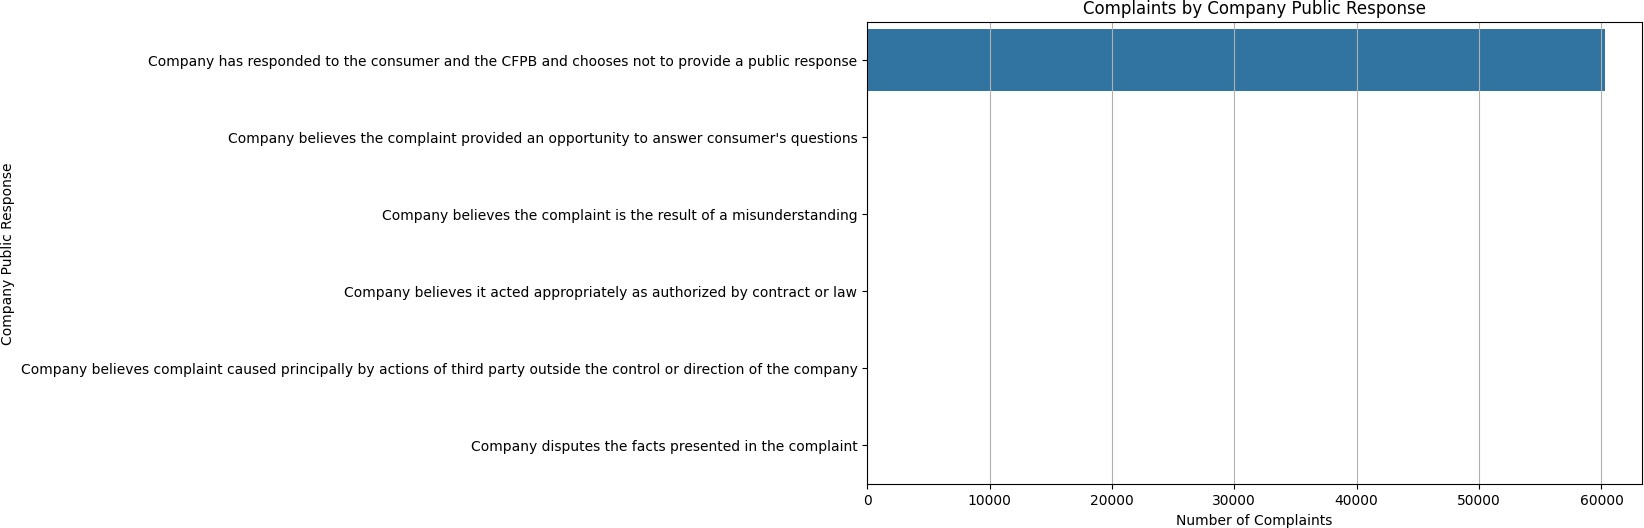 Complaints by Company Public Response
Company Public Response
Company has responded to the consumer and the CFPB and chooses not to provide a public response
Company believes the complaint provided an opportunity to answer consumer's questions
Company believes the complaint is the result of a misunderstanding
Company believes it acted appropriately as authorized by contract or law
Company believes complaint caused principally by actions of third party outside the control or direction of the company
Company disputes the facts presented in the complaint
0 10000 20000 30000 40000 50000 60000
Number of Complaints